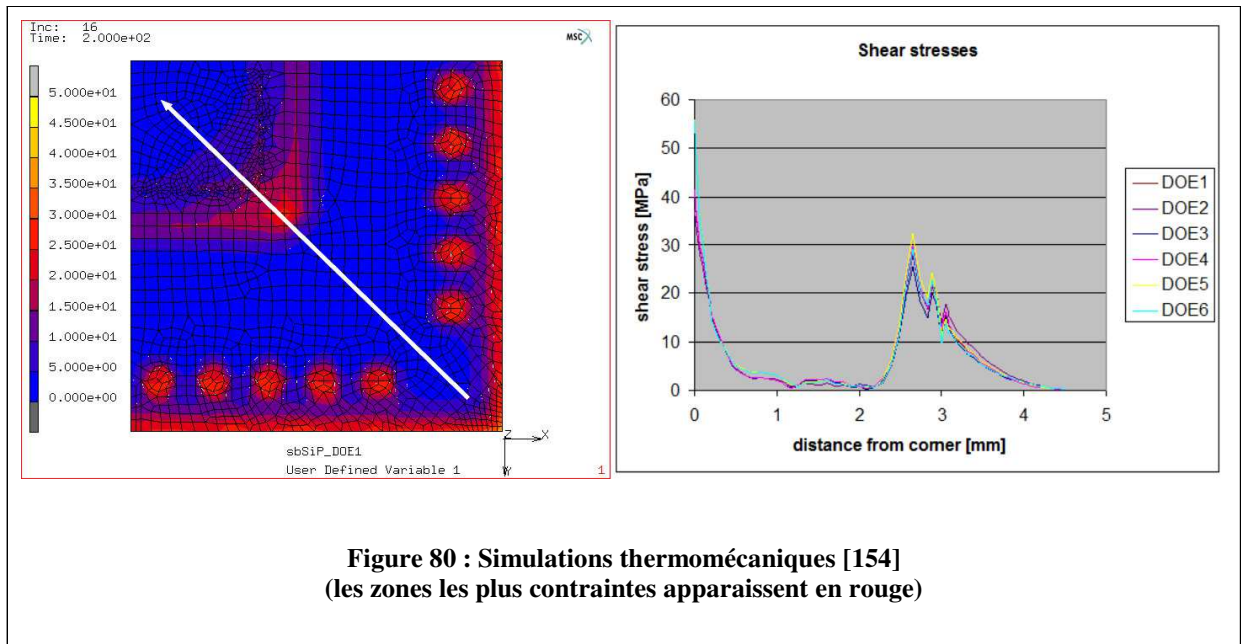 Inc: 16
Time: 2.000e+02
MSC
5.000e+01
4.500e+01
4.000e+01
3.500e+01
3.000e+01
2.500e+01
2.000e+01
1.500e+01
1.000e+01
5.000e+00
0.000e+00
Z X
Y
sbSiP_DOE1
User Defined Variable 1
1
Shear stresses
shear stress [MPa]
60
50
40
30
20
10
0
0 1 2 3 4 5
distance from corner [mm]
DOE1
DOE2
DOE3
DOE4
DOE5
DOE6
Figure 80 : Simulations thermomécaniques [154]
(les zones les plus contraintes apparaissent en rouge)